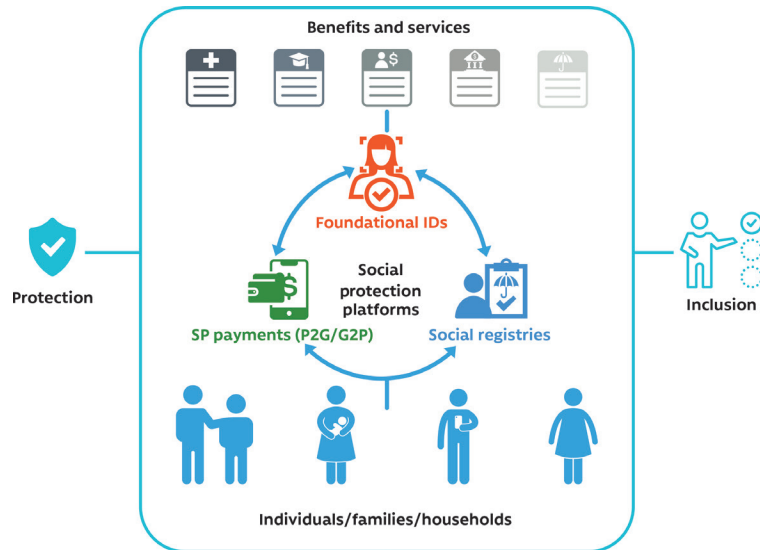 Benefits and services
Foundational IDs
Social
protection
platforms
SP payments (P2G/G2P)
Social registries
Protection
Inclusion
Individuals/families/households